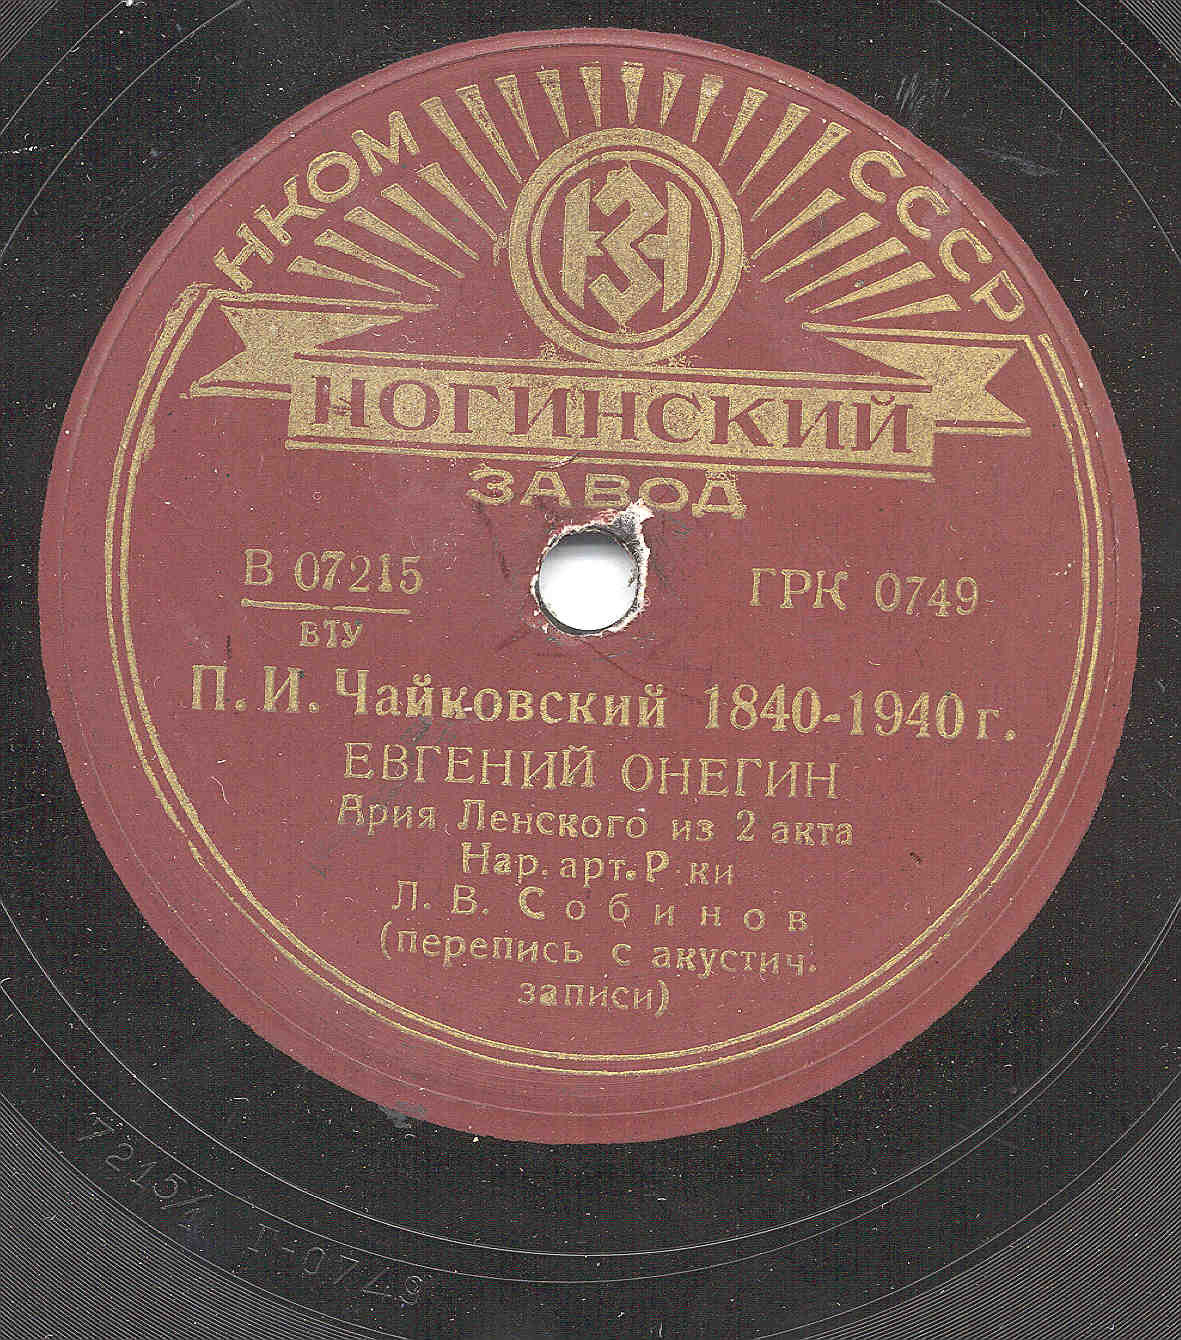 НКОМ СССР
НЗН
НОГИНСКИЙ
ЗАВОД
В 07215
ВТУ
ГРК 0749
П. И. Чайковский 1840-1940 г.
ЕВГЕНИЙ ОНЕГИН
Ария Ленского из 2 акта
Нар. арт. Р-ки
Л. В. Собинов
(перепись с акустич.
записи)
7215/1 Г-0749